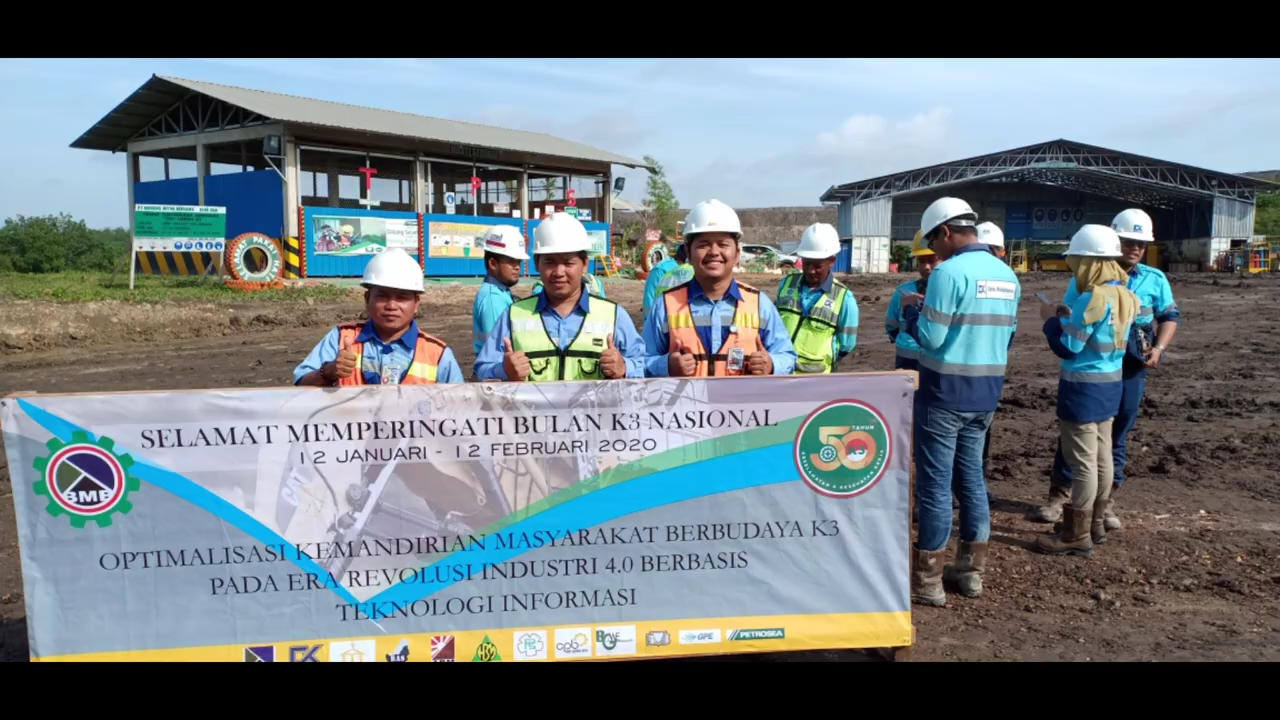 SELAMAT MEMPERINGATI BULAN K3 NASIONAL
12 JANUARI - 12 FEBRUARI 2020
BMB
50
TAHUN
OPTIMALISASI KEMANDIRIAN MASYARAKAT BERBUDAYA K3
PADA ERA REVOLUSI INDUSTRI 4.0 BERBASIS
TEKNOLOGI INFORMASI
GPE
PETROSEA